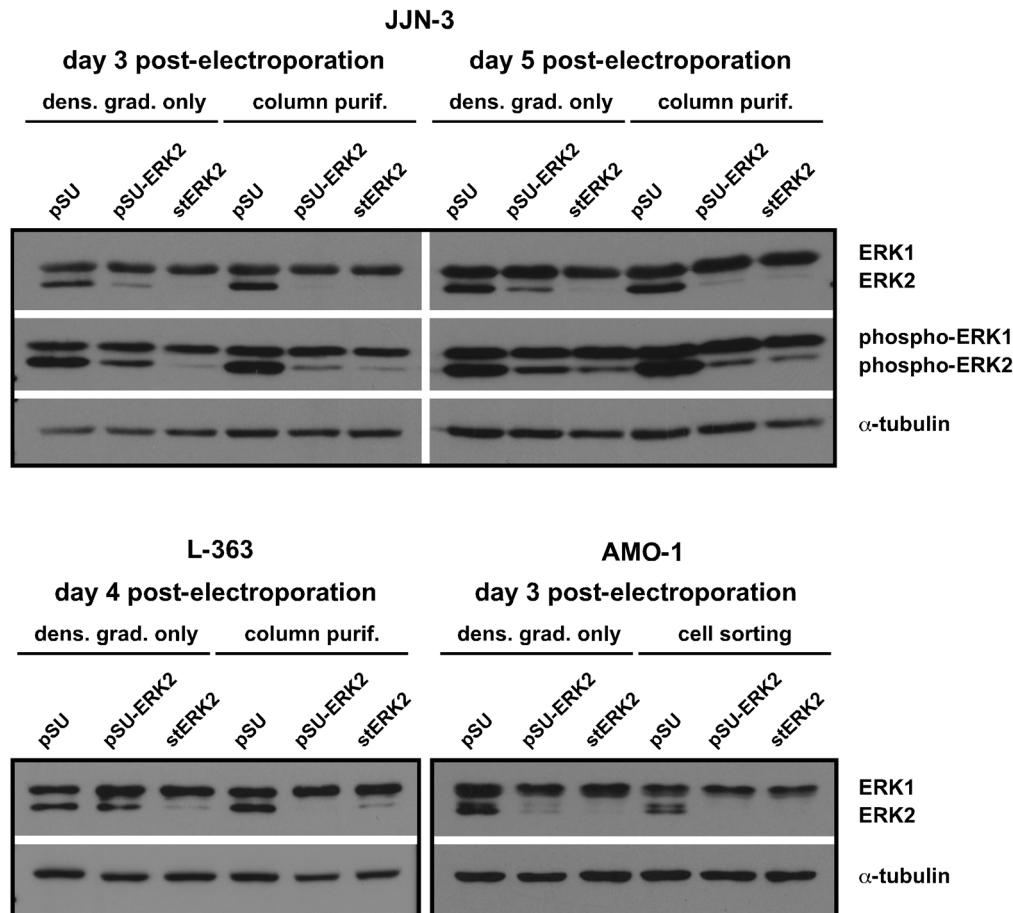 JJN-3
day 3 post-electroporation
day 5 post-electroporation
dens. grad. only
column purif.
dens. grad. only
column purif.
pSU
pSU-ERK2
stERK2
pSU
pSU-ERK2
stERK2
pSU
pSU-ERK2
stERK2
pSU
pSU-ERK2
stERK2
ERK1
ERK2
phospho-ERK1
phospho-ERK2
α-tubulin
L-363
day 4 post-electroporation
dens. grad. only
column purif.
pSU
pSU-ERK2
stERK2
pSU
pSU-ERK2
stERK2
AMO-1
day 3 post-electroporation
dens. grad. only
cell sorting
pSU
pSU-ERK2
stERK2
pSU
pSU-ERK2
stERK2
ERK1
ERK2
α-tubulin